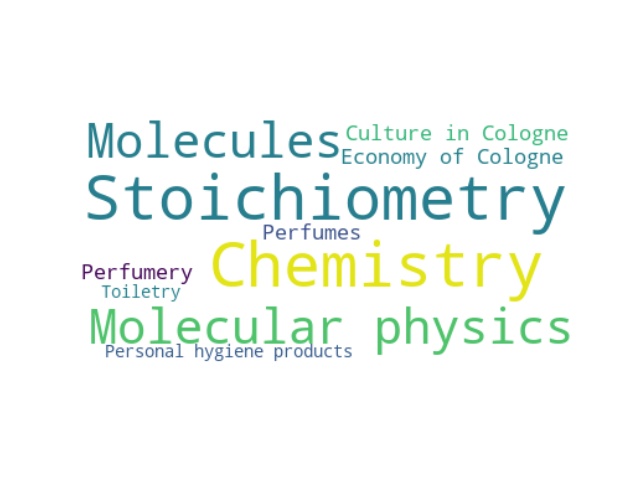 Molecules
Culture in Cologne
Economy of Cologne
Stoichiometry
Perfumes
Chemistry
Perfumery
Toiletry
Molecular physics
Personal hygiene products